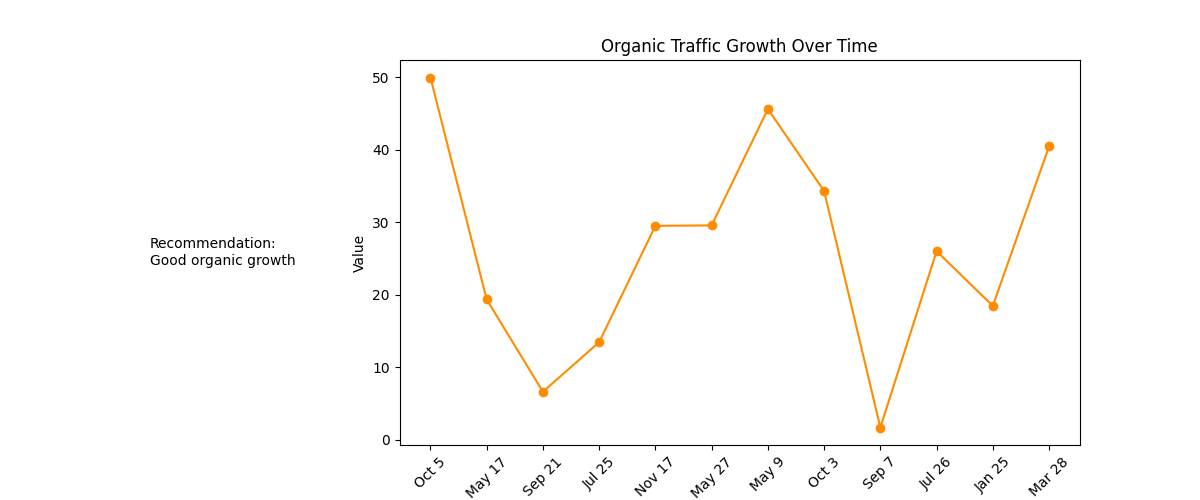 Organic Traffic Growth Over Time
Recommendation:
Good organic growth
Value
50
40
30
20
10
0
Oct 5
May 17
Sep 21
Jul 25
Nov 17
May 27
May 9
Oct 3
Sep 7
Jul 26
Jan 25
Mar 28